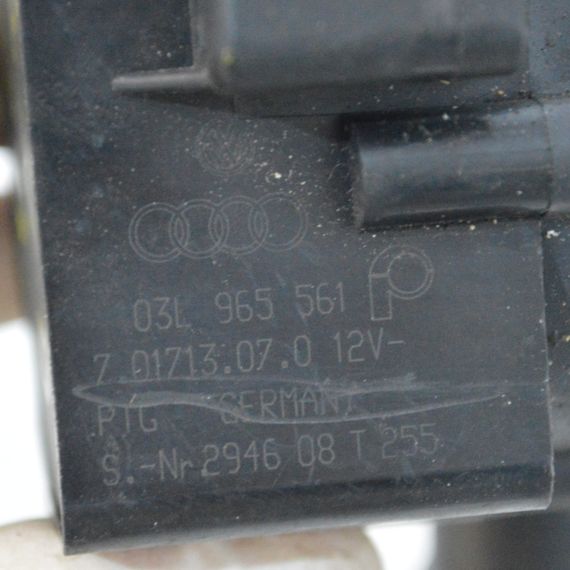 03L 965 561
7.01713.07.0 12V-
PTG GERMANY
S.-Nr 2946 08 T 255